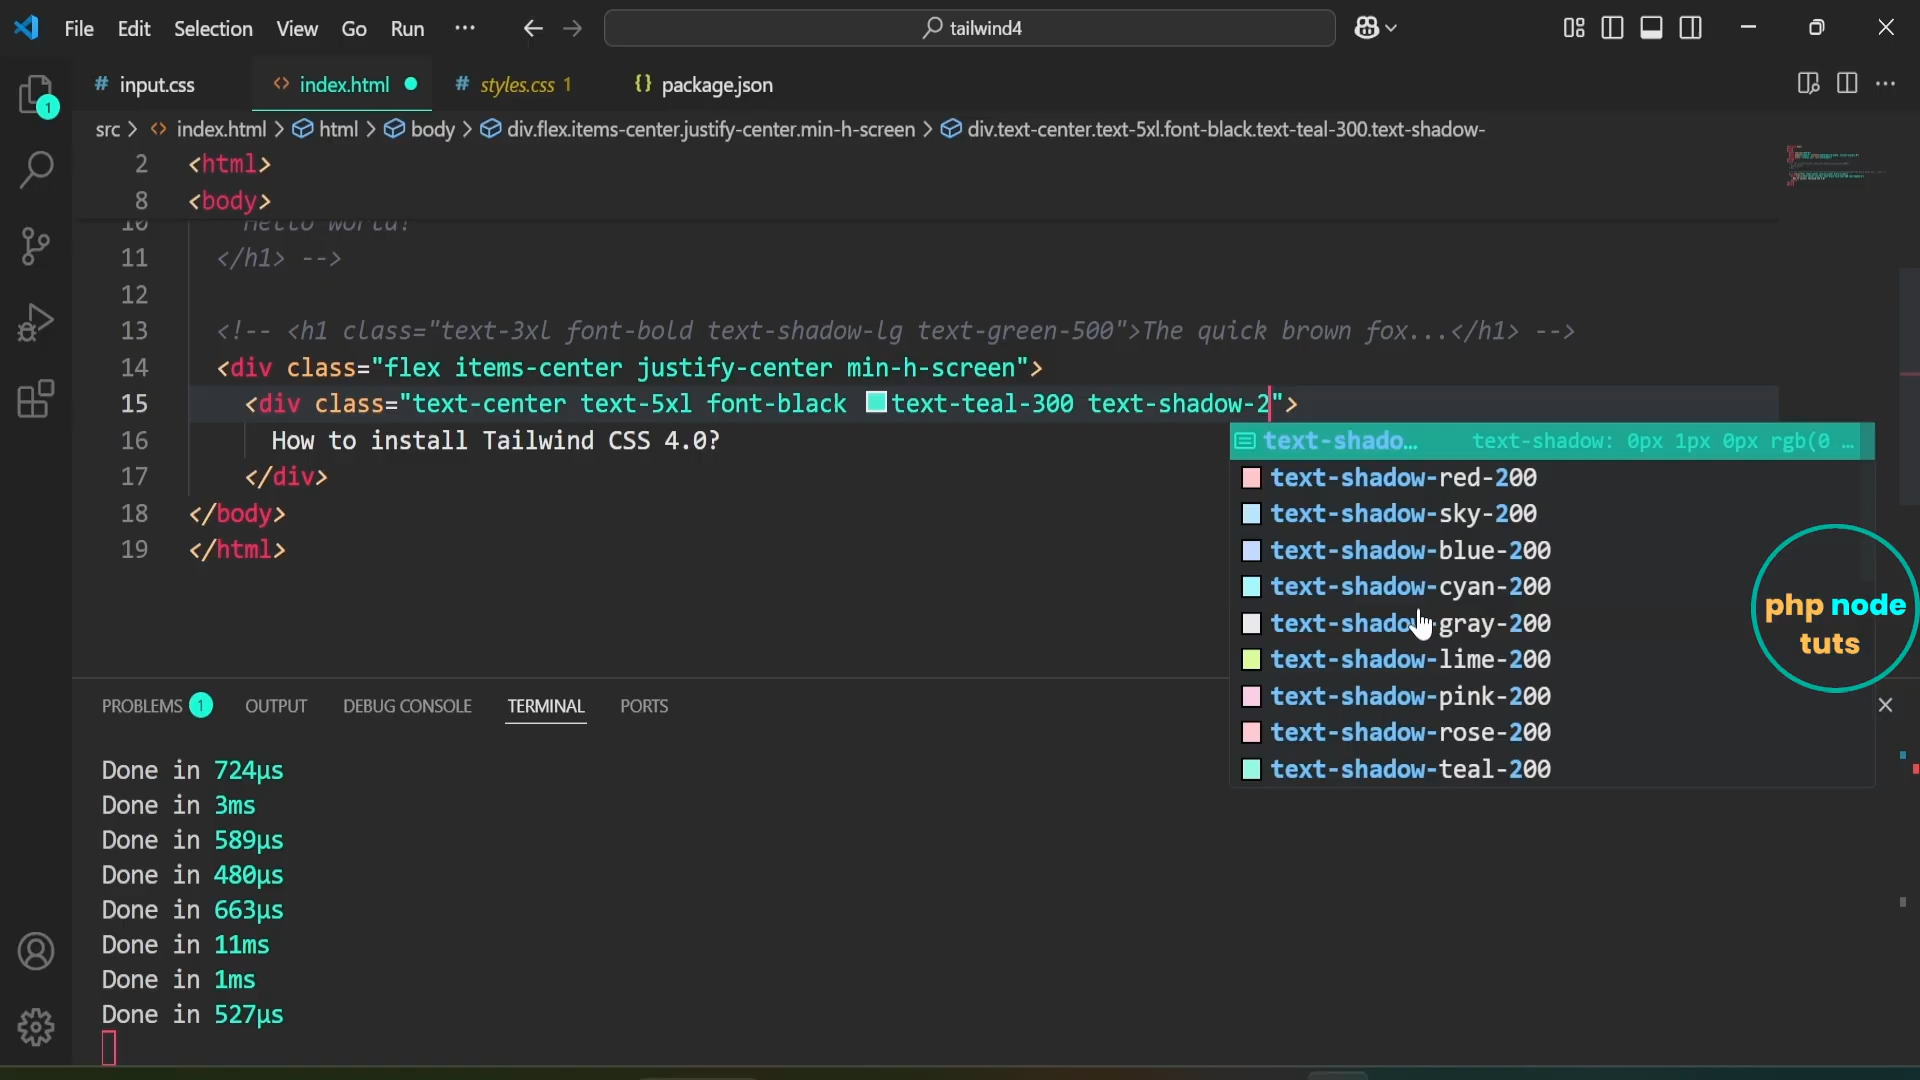 File Edit Selection View Go Run ··· tailwind4
# input.css <> index.html # styles.css 1 {} package.json
src > <> index.html > html > body > div.flex.items-center.justify-center.min-h-screen > div.text-center.text-5xl.font-black.text-teal-300.text-shadow-
2 <html>
8 <body>
10 Hello world!
11 </h1> -->
12
13 <!-- <h1 class="text-3xl font-bold text-shadow-lg text-green-500">The quick brown fox...</h1> -->
14 <div class="flex items-center justify-center min-h-screen">
15 <div class="text-center text-5xl font-black text-teal-300 text-shadow-2">
16 How to install Tailwind CSS 4.0?
17 </div>
18 </body>
19 </html>
text-shado… text-shadow: 0px 1px 0px rgb(0 …
text-shadow-red-200
text-shadow-sky-200
text-shadow-blue-200
text-shadow-cyan-200
text-shadow-gray-200
text-shadow-lime-200
text-shadow-pink-200
text-shadow-rose-200
text-shadow-teal-200
php node
tuts
PROBLEMS 1 OUTPUT DEBUG CONSOLE TERMINAL PORTS
Done in 724µs
Done in 3ms
Done in 589µs
Done in 480µs
Done in 663µs
Done in 11ms
Done in 1ms
Done in 527µs
1